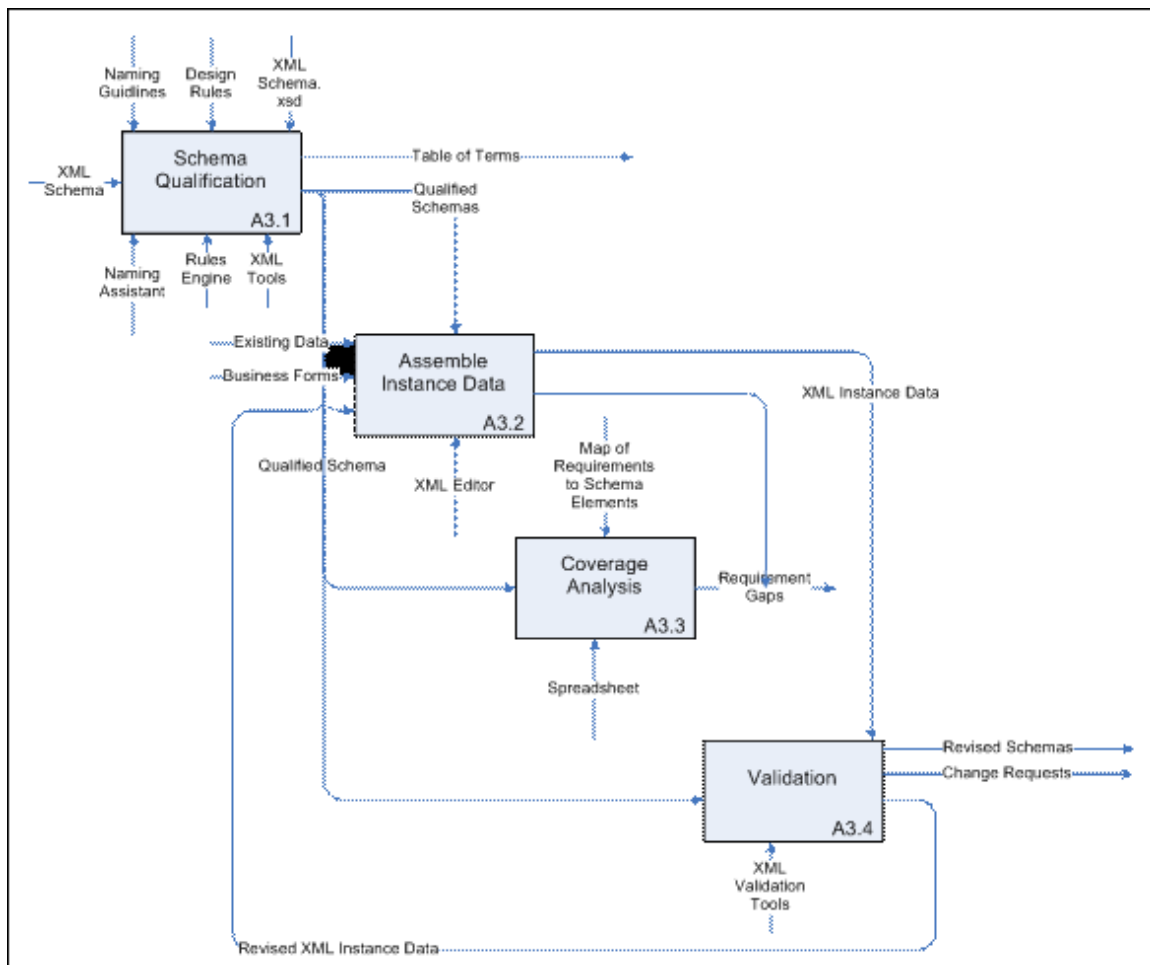 Naming
Guidlines
Design
Rules
XML
Schema.
xsd
XML
Schema
Schema
Qualification
A3.1
Table of Terms
Qualified
Schemas
Naming
Assistant
Rules
Engine
XML
Tools
Existing Data
Business Forms
Assemble
Instance Data
A3.2
XML Instance Data
Qualified Schema
XML Editor
Map of
Requirements
to Schema
Elements
Coverage
Analysis
A3.3
Requirement
Gaps
Spreadsheet
Validation
A3.4
Revised Schemas
Change Requests
XML
Validation
Tools
Revised XML Instance Data